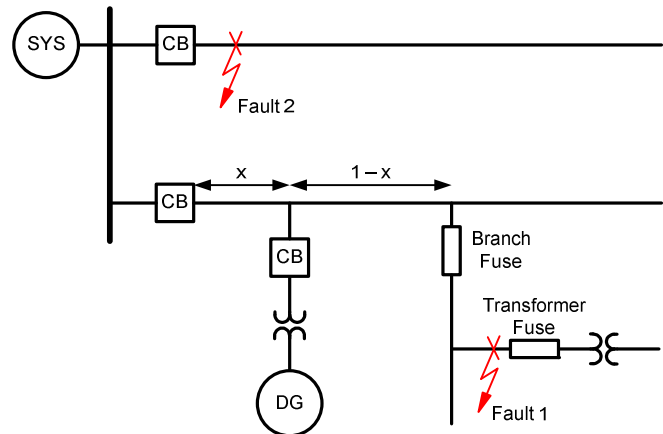 SYS
CB
Fault 2
x
1 – x
CB
CB
Branch
Fuse
Transformer
Fuse
DG
Fault 1